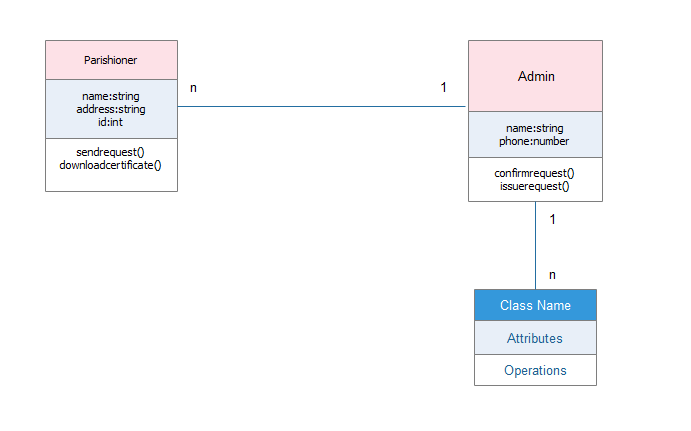 Parishioner
name:string
address:string
id:int
sendrequest()
downloadcertificate()
n
1
Admin
name:string
phone:number
confirmrequest()
issuerequest()
1
n
Class Name
Attributes
Operations